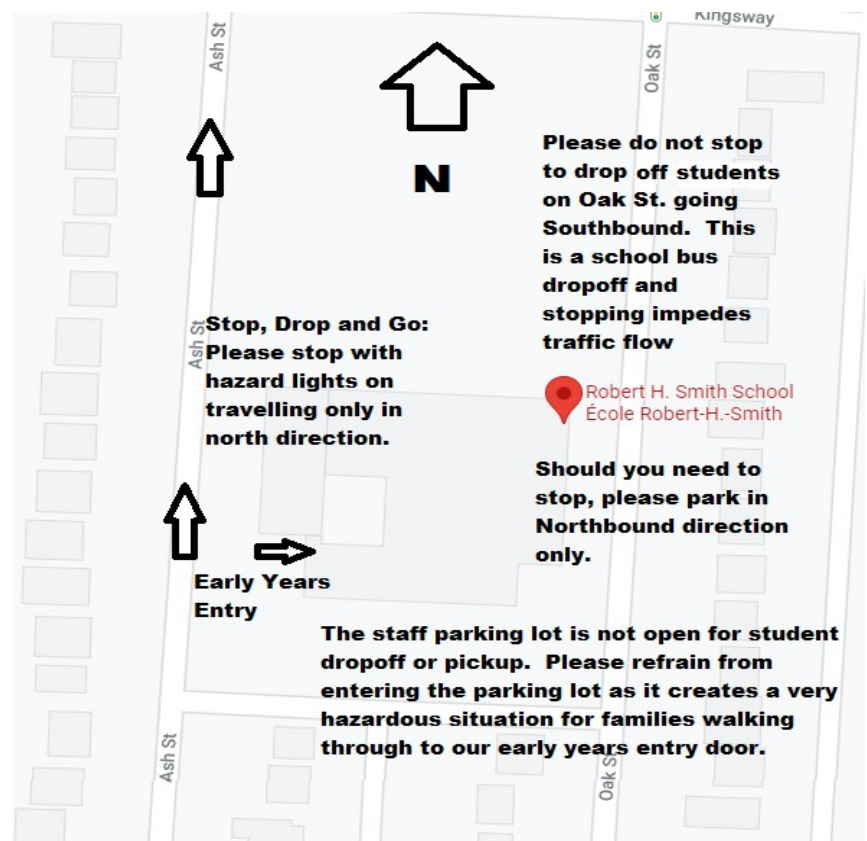 Kingsway
Ash St
Oak St
N
Please do not stop
to drop off students
on Oak St. going
Southbound. This
is a school bus
dropoff and
stopping impedes
traffic flow
Ash St
Stop, Drop and Go:
Please stop with
hazard lights on
travelling only in
north direction.
Robert H. Smith School
École Robert-H.-Smith
Should you need to
stop, please park in
Northbound direction
only.
Early Years
Entry
The staff parking lot is not open for student
dropoff or pickup. Please refrain from
entering the parking lot as it creates a very
hazardous situation for families walking
through to our early years entry door.
Ash St
Oak St